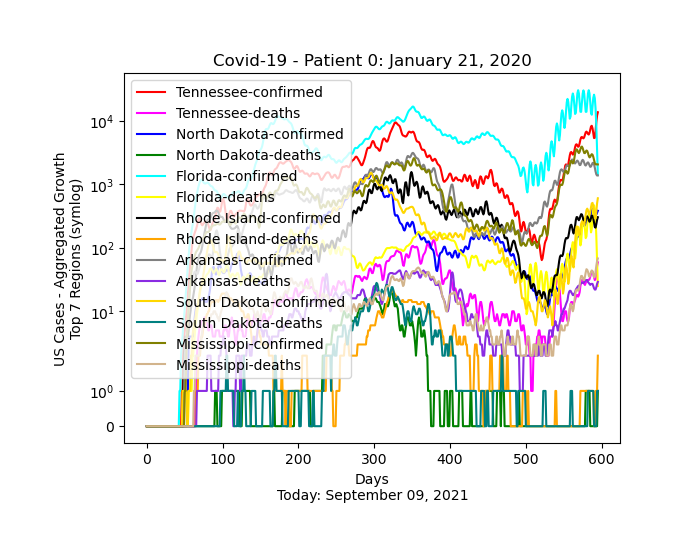 Covid-19 - Patient 0: January 21, 2020
US Cases - Aggregated Growth
Top 7 Regions (symlog)
10⁴
10³
10²
10¹
10⁰
0
Tennessee-confirmed
Tennessee-deaths
North Dakota-confirmed
North Dakota-deaths
Florida-confirmed
Florida-deaths
Rhode Island-confirmed
Rhode Island-deaths
Arkansas-confirmed
Arkansas-deaths
South Dakota-confirmed
South Dakota-deaths
Mississippi-confirmed
Mississippi-deaths
0 100 200 300 400 500 600
Days
Today: September 09, 2021